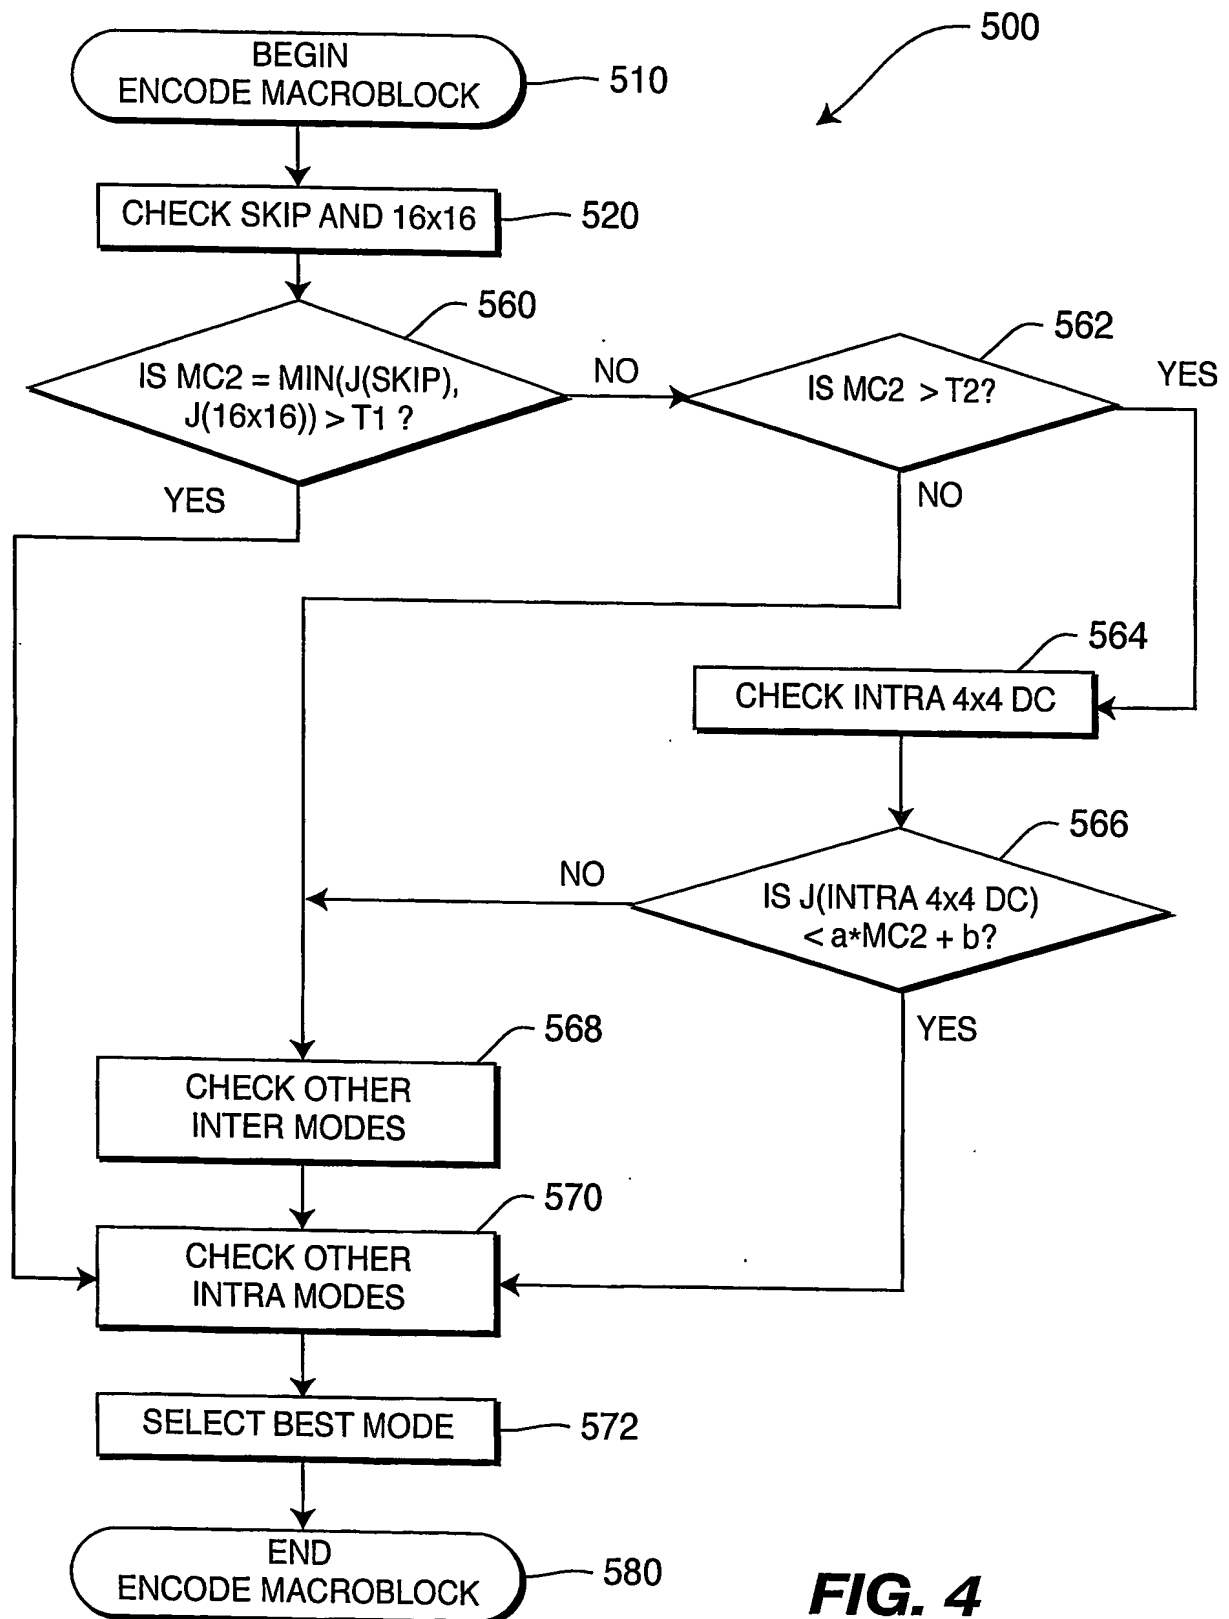 500
BEGIN
ENCODE MACROBLOCK
510
CHECK SKIP AND 16x16
520
560
IS MC2 = MIN(J(SKIP),
J(16x16)) > T1 ?
NO
YES
562
IS MC2 > T2?
YES
NO
564
CHECK INTRA 4x4 DC
566
IS J(INTRA 4x4 DC)
< a*MC2 + b?
NO
YES
568
CHECK OTHER
INTER MODES
570
CHECK OTHER
INTRA MODES
SELECT BEST MODE
572
END
ENCODE MACROBLOCK
580
FIG. 4